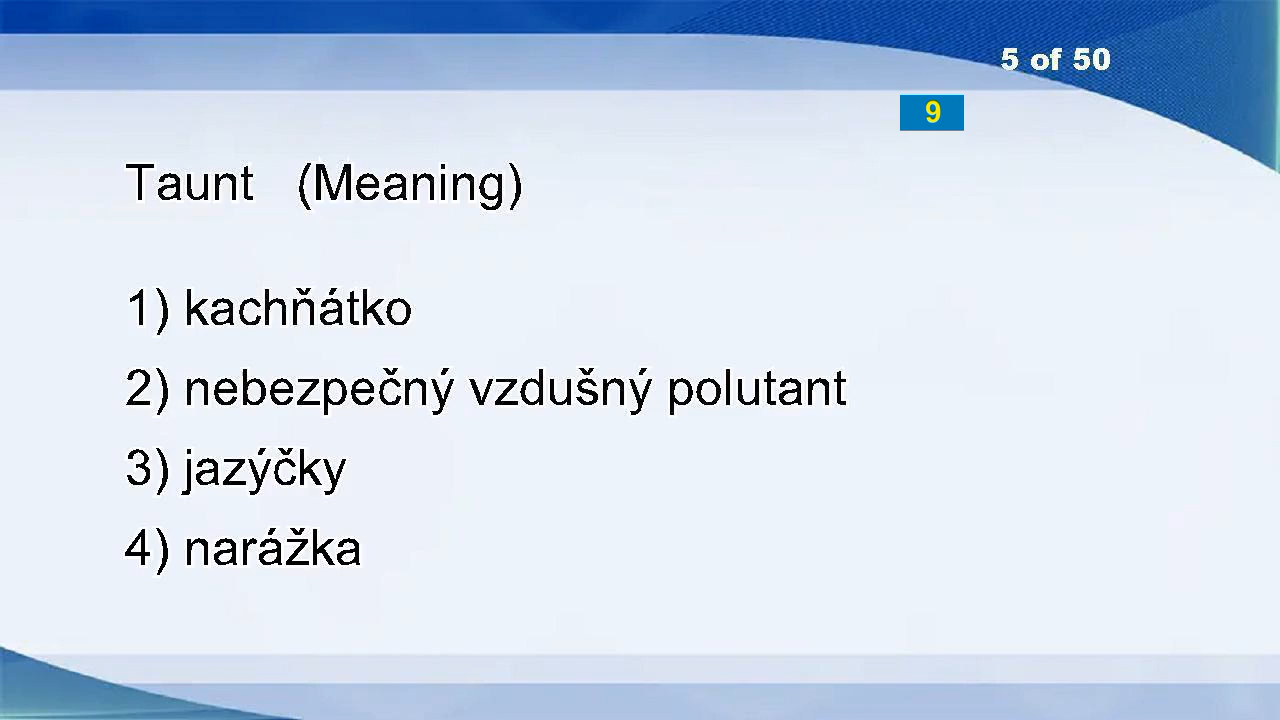 5 of 50
9
Taunt (Meaning)
1) kachňátko
2) nebezpečný vzdušný polutant
3) jazýčky
4) narážka